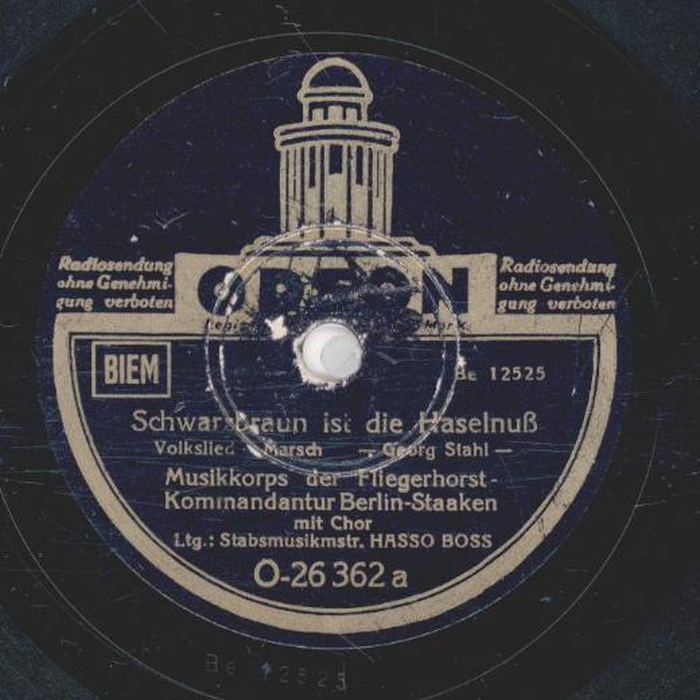 Radiosendung
ohne Genehmi-
gung verboten
ODEON
Radiosendung
ohne Genehmi-
gung verboten
BIEM
Be 12525
Schwarzbraun ist die Haselnuß
Volkslied Marsch — Georg Stahl —
Musikkorps der Fliegerhorst-
Kommandantur Berlin-Staaken
mit Chor
Ltg.: Stabsmusikmstr. HASSO BOSS
O-26 362 a
Be 12525